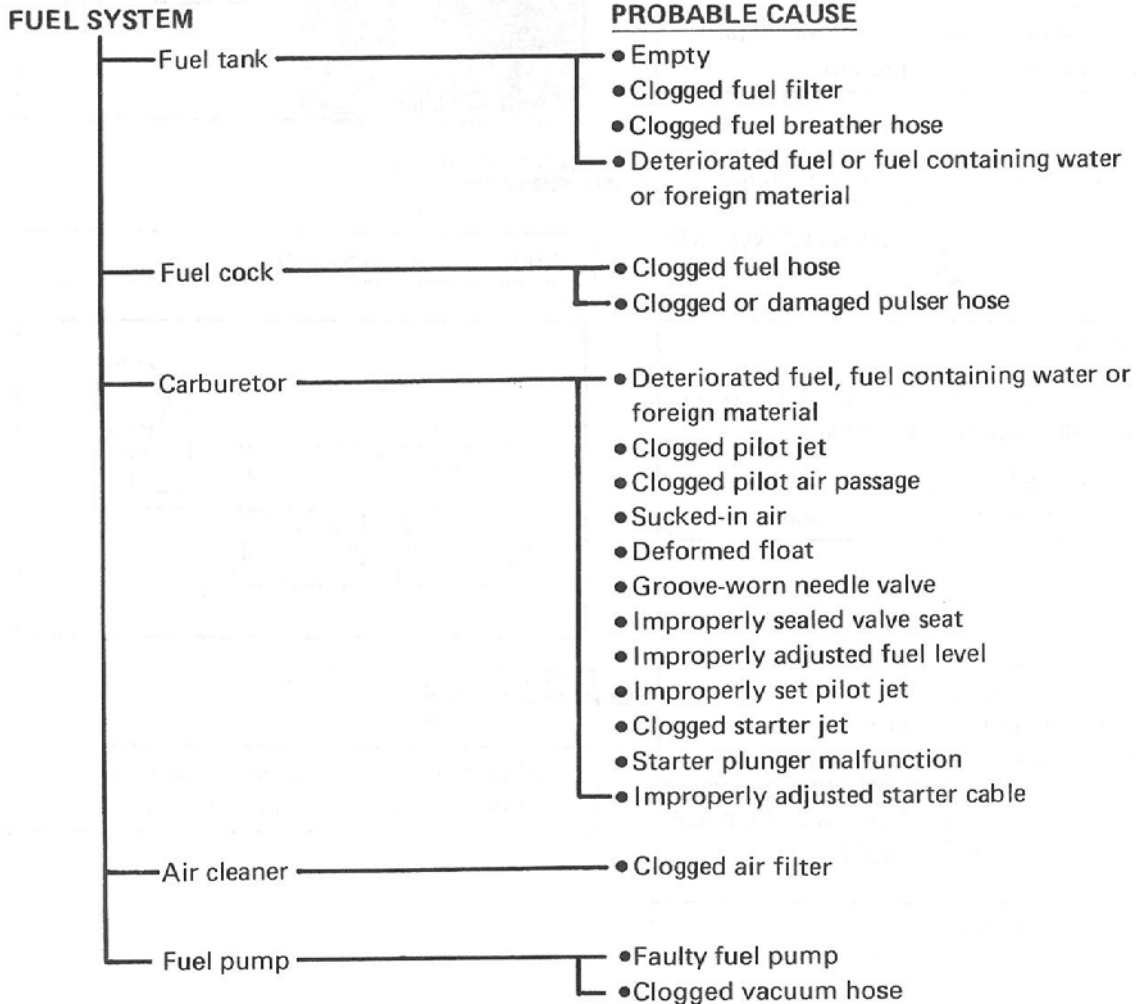 FUEL SYSTEM
PROBABLE CAUSE
Fuel tank
• Empty
• Clogged fuel filter
• Clogged fuel breather hose
• Deteriorated fuel or fuel containing water
or foreign material
Fuel cock
• Clogged fuel hose
• Clogged or damaged pulser hose
Carburetor
• Deteriorated fuel, fuel containing water or
foreign material
• Clogged pilot jet
• Clogged pilot air passage
• Sucked-in air
• Deformed float
• Groove-worn needle valve
• Improperly sealed valve seat
• Improperly adjusted fuel level
• Improperly set pilot jet
• Clogged starter jet
• Starter plunger malfunction
• Improperly adjusted starter cable
Air cleaner
• Clogged air filter
Fuel pump
• Faulty fuel pump
• Clogged vacuum hose